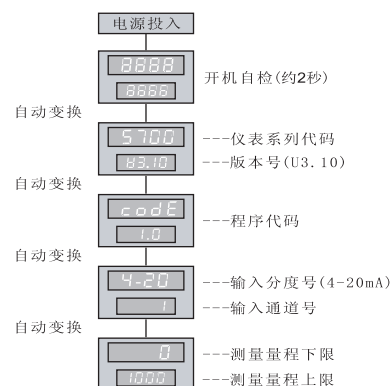 电源投入
8888
开机自检(约2秒)
8888
自动变换
5700
---仪表系列代码
U3.10
---版本号(U3.10)
自动变换
codE
---程序代码
1.0
自动变换
4-20
---输入分度号(4-20mA)
1
---输入通道号
自动变换
0
---测量量程下限
1000
---测量量程上限